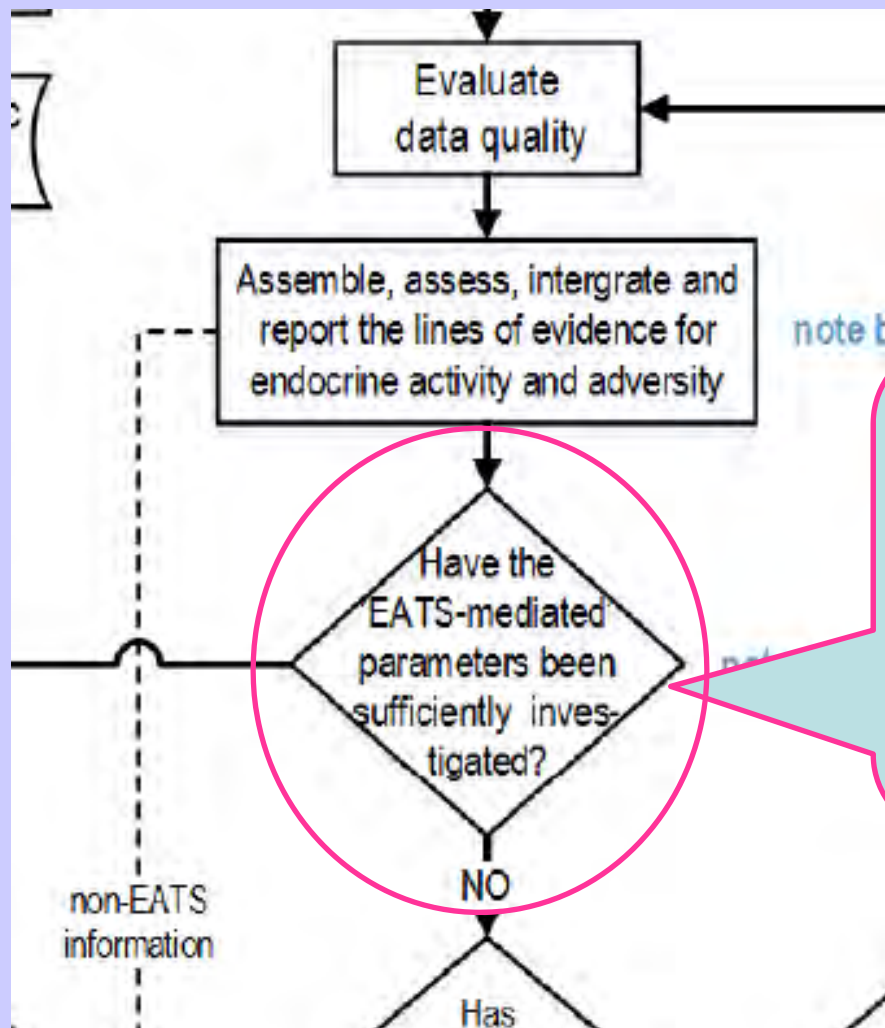 Evaluate
data quality
Assemble, assess, intergrate and
report the lines of evidence for
endocrine activity and adversity
note b
Have the
EATS-mediated
parameters been
sufficiently inves-
tigated?
NO
non-EATS
information
Has